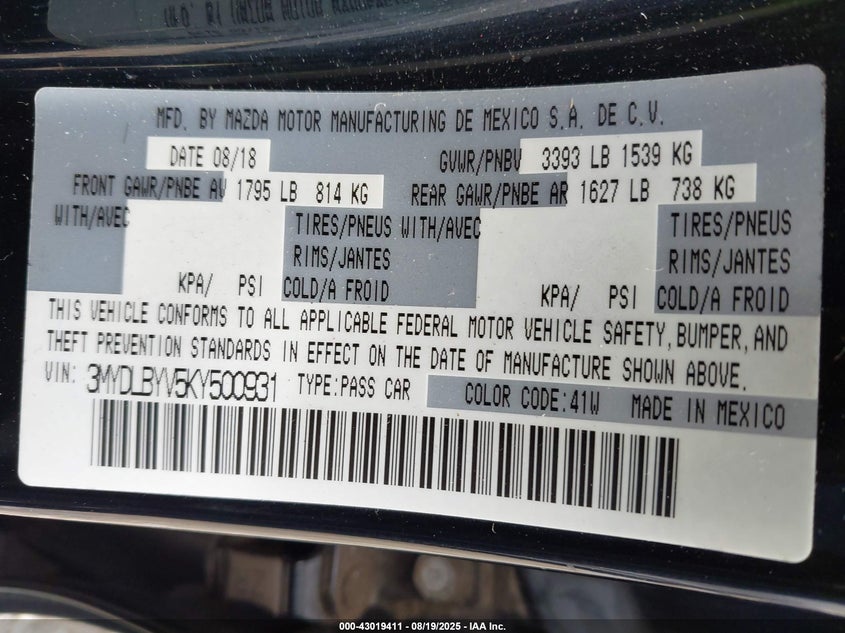 MFD. BY MAZDA MOTOR MANUFACTURING DE MEXICO S.A. DE C.V.
DATE 08/18 GVWR/PNBV 3393 LB 1539 KG
FRONT GAWR/PNBE AV 1795 LB 814 KG REAR GAWR/PNBE AR 1627 LB 738 KG
WITH/AVEC TIRES/PNEUS WITH/AVEC TIRES/PNEUS
RIMS/JANTES RIMS/JANTES
KPA/ PSI COLD/A FROID KPA/ PSI COLD/A FROID
THIS VEHICLE CONFORMS TO ALL APPLICABLE FEDERAL MOTOR VEHICLE SAFETY, BUMPER, AND
THEFT PREVENTION STANDARDS IN EFFECT ON THE DATE OF MANUFACTURE SHOWN ABOVE.
VIN: 3MYDLBYV5KY500931 TYPE:PASS CAR COLOR CODE:41W MADE IN MEXICO
000-43019411 - 08/19/2025 - IAA Inc.